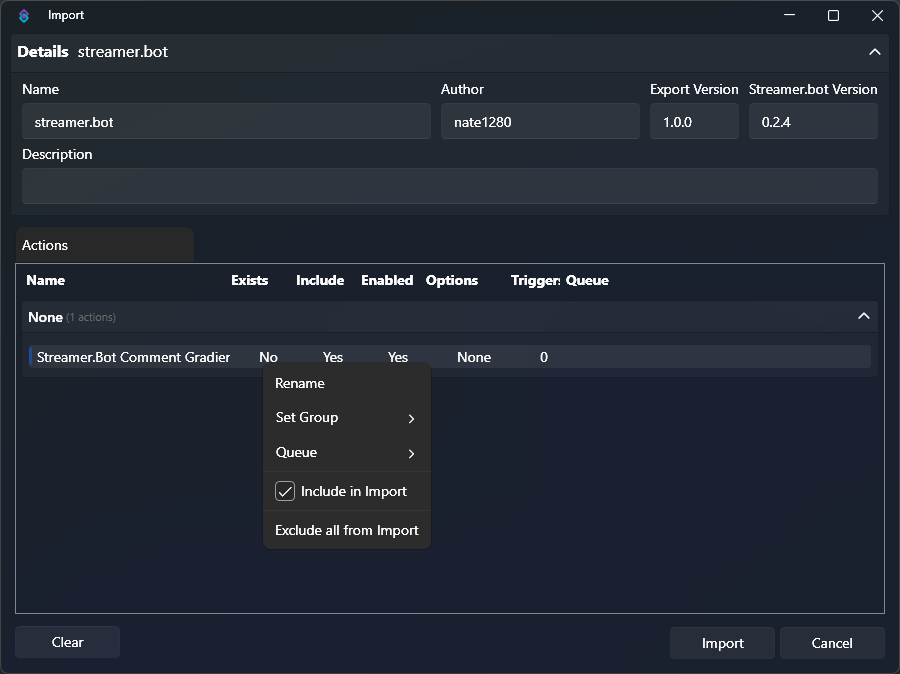 Import
Details streamer.bot
Name Author Export Version Streamer.bot Version
streamer.bot nate1280 1.0.0 0.2.4
Description
Actions
Name Exists Include Enabled Options Trigger: Queue
None (1 actions)
Streamer.Bot Comment Gradier No Yes Yes None 0
Rename
Set Group
Queue
Include in Import
Exclude all from Import
Clear Import Cancel